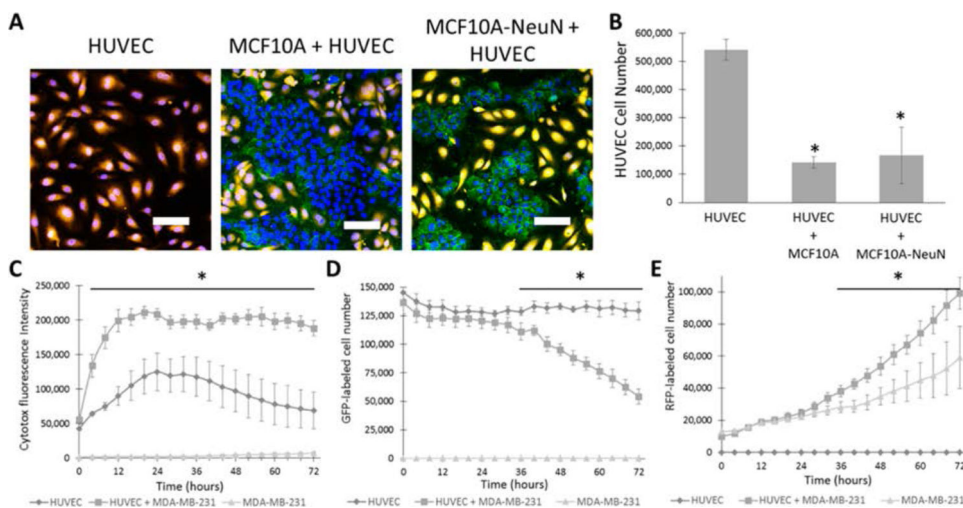 A
HUVEC
MCF10A + HUVEC
MCF10A-NeuN +
HUVEC
B
HUVEC Cell Number
600,000
500,000
400,000
300,000
200,000
100,000
0
*
*
HUVEC
HUVEC
+
MCF10A
HUVEC
+
MCF10A-NeuN
C
*
Cytotox fluorescence Intensity
250,000
200,000
150,000
100,000
50,000
0
0 12 24 36 48 60 72
Time (hours)
HUVEC HUVEC + MDA-MB-231 MDA-MB-231
D
*
GFP-labeled cell number
150,000
125,000
100,000
75,000
50,000
25,000
0
0 12 24 36 48 60 72
Time (hours)
HUVEC HUVEC + MDA-MB-231 MDA-MB-231
E
*
RFP-labeled cell number
100,000
80,000
60,000
40,000
20,000
0
0 12 24 36 48 60 72
Time (hours)
HUVEC HUVEC + MDA-MB-231 MDA-MB-231